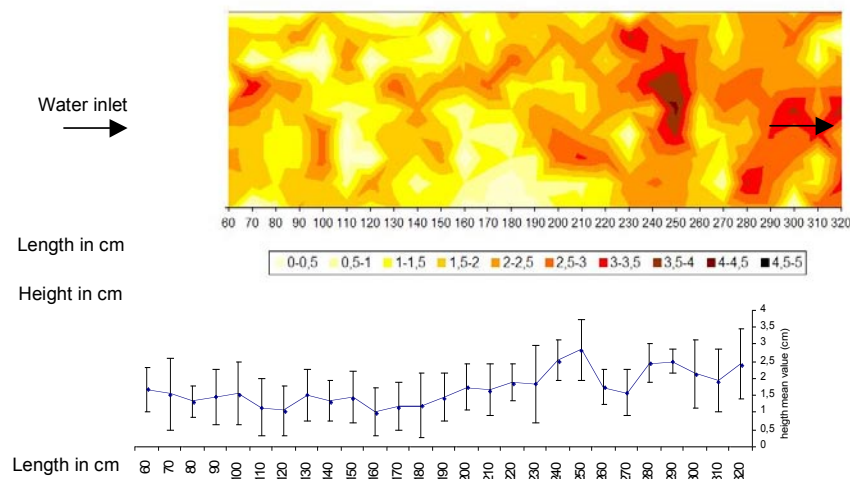 Water inlet
60 70 80 90 100 110 120 130 140 150 160 170 180 190 200 210 220 230 240 250 260 270 280 290 300 310 320
Length in cm
0-0,5 0,5-1 1-1,5 1,5-2 2-2,5 2,5-3 3-3,5 3,5-4 4-4,5 4,5-5
Height in cm
4
3,5
3
2,5
2
1,5
1
0,5
0
heigth mean value (cm)
Length in cm
60 70 80 90 100 110 120 130 140 150 160 170 180 190 200 210 220 230 240 250 260 270 280 290 300 310 320